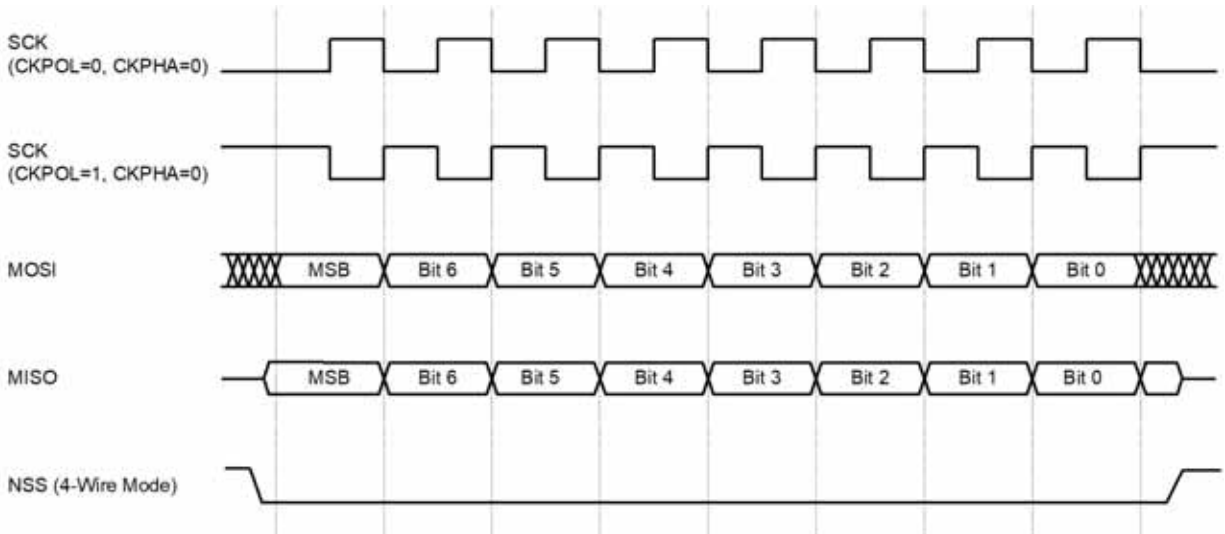 SCK
(CKPOL=0, CKPHA=0)
SCK
(CKPOL=1, CKPHA=0)
MOSI MSB Bit 6 Bit 5 Bit 4 Bit 3 Bit 2 Bit 1 Bit 0
MISO MSB Bit 6 Bit 5 Bit 4 Bit 3 Bit 2 Bit 1 Bit 0
NSS (4-Wire Mode)